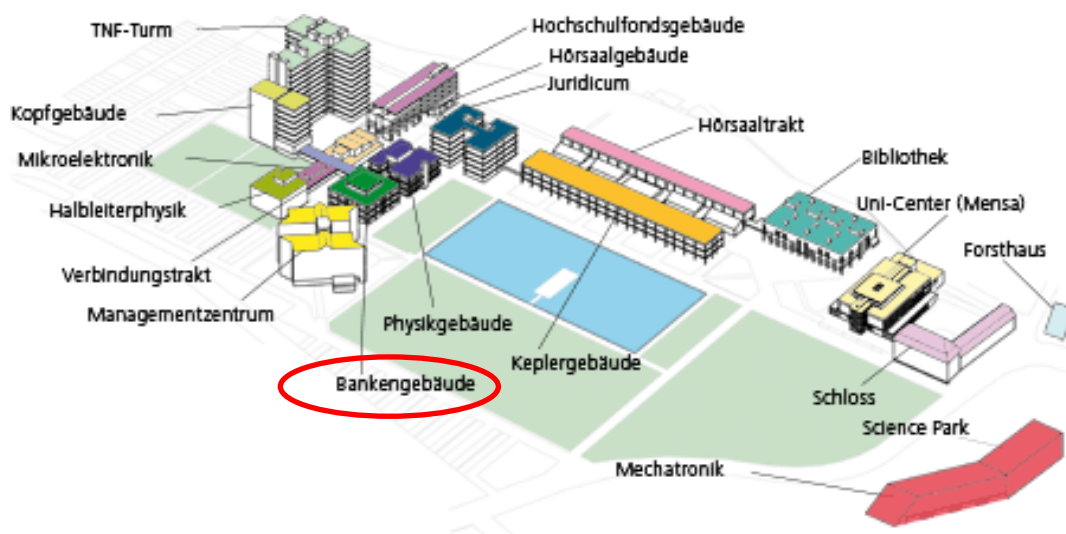 TNF-Turm
Hochschulfondsgebäude
Hörsaalgebäude
Juridicum
Kopfgebäude
Hörsaaltrakt
Mikroelektronik
Bibliothek
Uni-Center (Mensa)
Halbleiterphysik
Forsthaus
Verbindungstrakt
Managementzentrum
Physikgebäude
Keplergebäude
Bankengebäude
Schloss
Science Park
Mechatronik